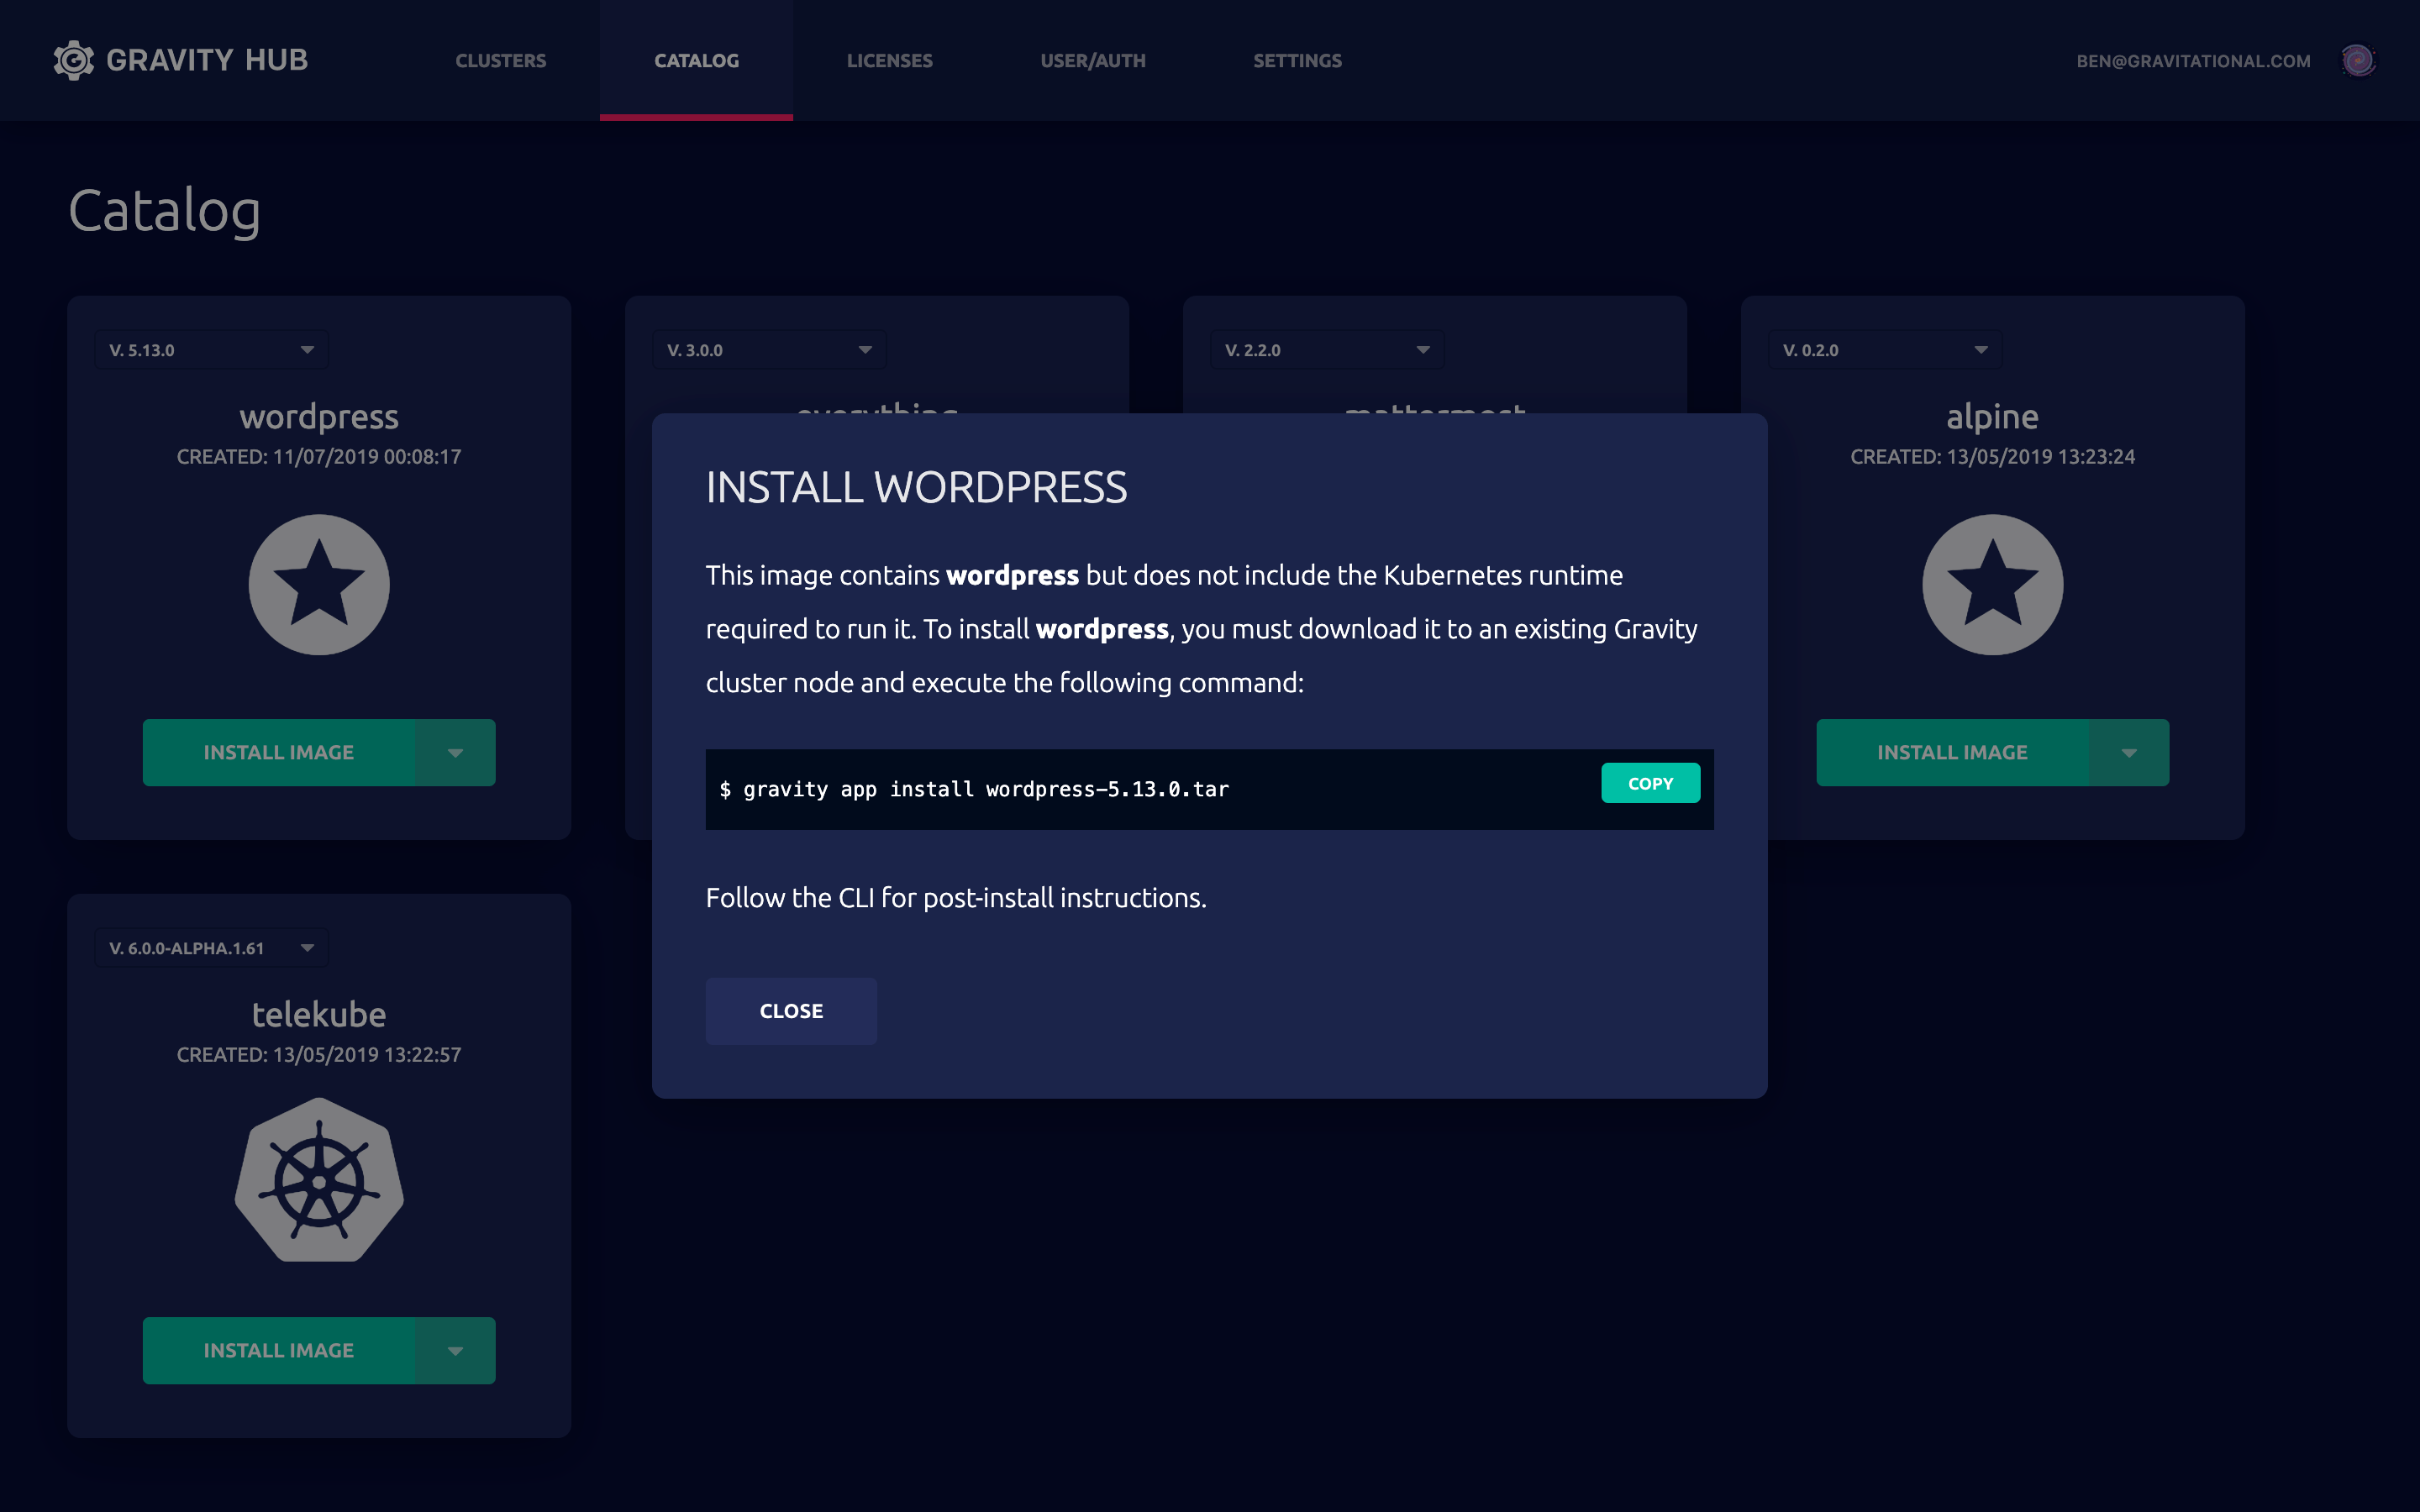 GRAVITY HUB
CLUSTERS
CATALOG
LICENSES
USER/AUTH
SETTINGS
BEN@GRAVITATIONAL.COM
Catalog
V. 5.13.0
wordpress
CREATED: 11/07/2019 00:08:17
INSTALL IMAGE
V. 3.0.0
everything
V. 2.2.0
mattermost
V. 0.2.0
alpine
CREATED: 13/05/2019 13:23:24
INSTALL IMAGE
INSTALL WORDPRESS
This image contains wordpress but does not include the Kubernetes runtime
required to run it. To install wordpress, you must download it to an existing Gravity
cluster node and execute the following command:
$ gravity app install wordpress-5.13.0.tar
COPY
Follow the CLI for post-install instructions.
CLOSE
V. 6.0.0-ALPHA.1.61
telekube
CREATED: 13/05/2019 13:22:57
INSTALL IMAGE